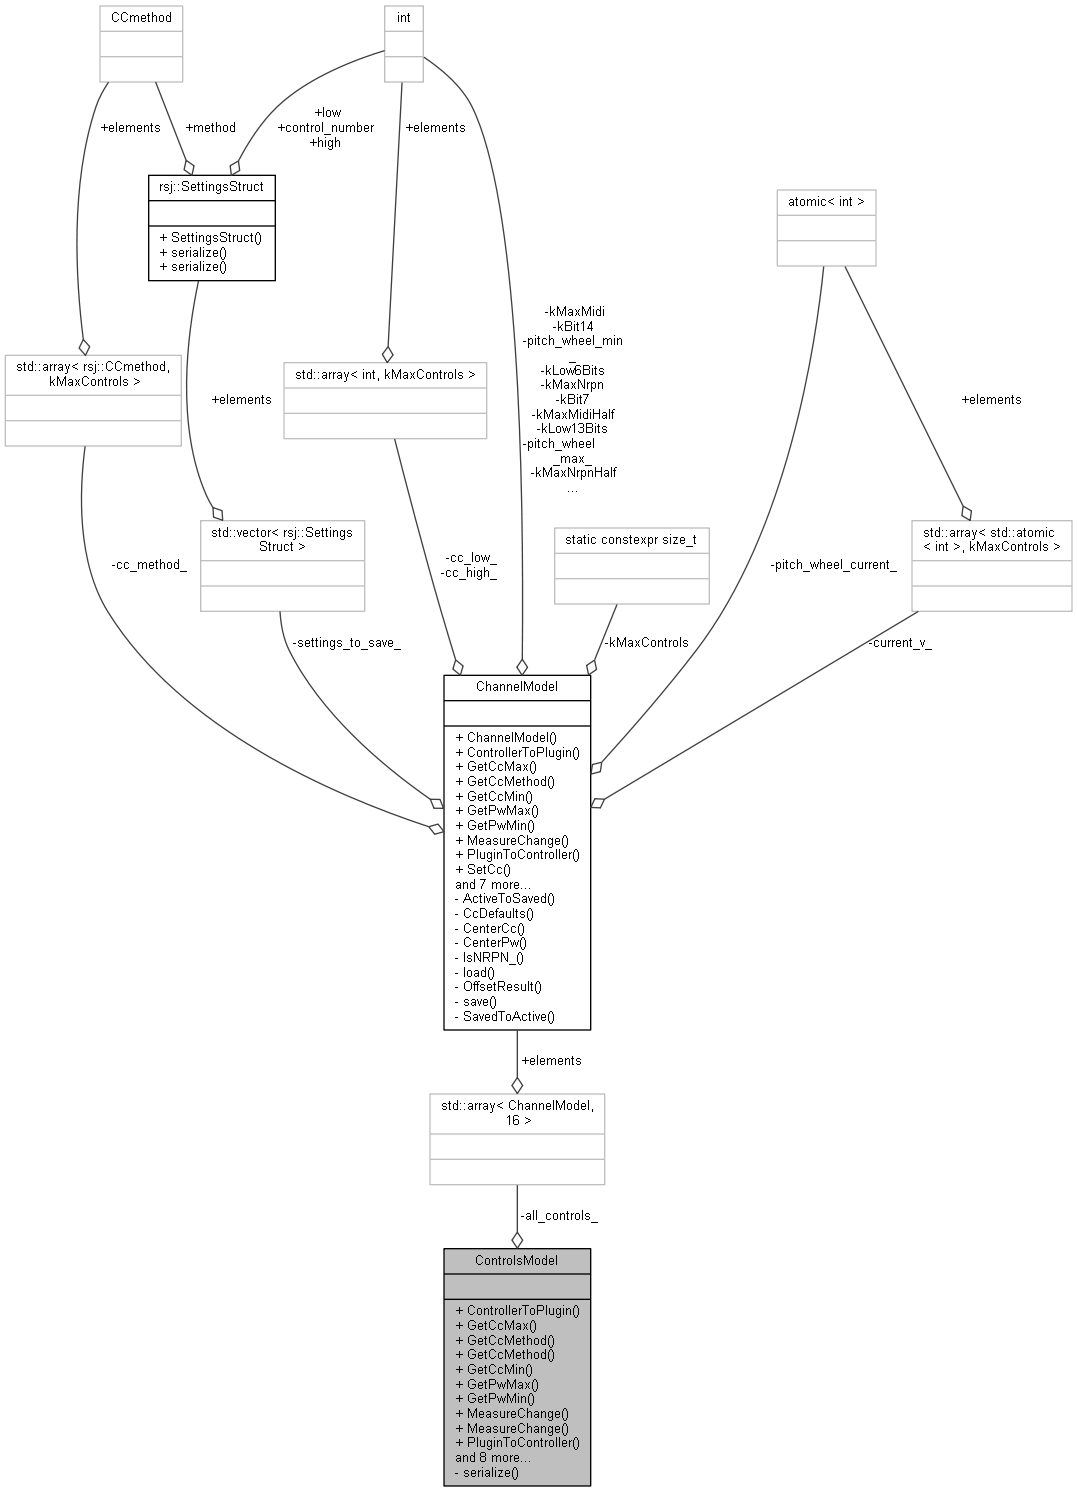 CCmethod
int
+elements
+method
+low
+control_number
+high
+elements
rsj::SettingsStruct
+ SettingsStruct()
+ serialize()
+ serialize()
atomic< int >
-kMaxMidi
-kBit14
-pitch_wheel_min
_
-kLow6Bits
-kMaxNrpn
-kBit7
-kMaxMidiHalf
-kLow13Bits
-pitch_wheel
_max_
-kMaxNrpnHalf
...
std::array< rsj::CCmethod,
kMaxControls >
std::array< int, kMaxControls >
+elements
+elements
std::vector< rsj::Settings
Struct >
static constexpr size_t
std::array< std::atomic
< int >, kMaxControls >
-cc_method_
-cc_low_
-cc_high_
-pitch_wheel_current_
-settings_to_save_
-kMaxControls
-current_v_
ChannelModel
+ ChannelModel()
+ ControllerToPlugin()
+ GetCcMax()
+ GetCcMethod()
+ GetCcMin()
+ GetPwMax()
+ GetPwMin()
+ MeasureChange()
+ PluginToController()
+ SetCc()
and 7 more...
- ActiveToSaved()
- CcDefaults()
- CenterCc()
- CenterPw()
- IsNRPN_()
- load()
- OffsetResult()
- save()
- SavedToActive()
+elements
std::array< ChannelModel,
16 >
-all_controls_
ControlsModel
+ ControllerToPlugin()
+ GetCcMax()
+ GetCcMethod()
+ GetCcMethod()
+ GetCcMin()
+ GetPwMax()
+ GetPwMin()
+ MeasureChange()
+ MeasureChange()
+ PluginToController()
and 8 more...
- serialize()